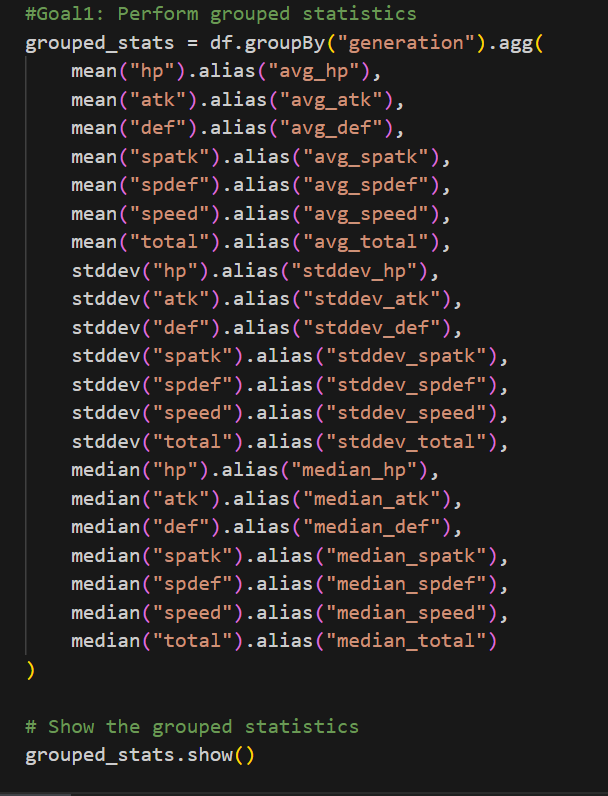 #Goal1: Perform grouped statistics
grouped_stats = df.groupBy("generation").agg(
    mean("hp").alias("avg_hp"),
    mean("atk").alias("avg_atk"),
    mean("def").alias("avg_def"),
    mean("spatk").alias("avg_spatk"),
    mean("spdef").alias("avg_spdef"),
    mean("speed").alias("avg_speed"),
    mean("total").alias("avg_total"),
    stddev("hp").alias("stddev_hp"),
    stddev("atk").alias("stddev_atk"),
    stddev("def").alias("stddev_def"),
    stddev("spatk").alias("stddev_spatk"),
    stddev("spdef").alias("stddev_spdef"),
    stddev("speed").alias("stddev_speed"),
    stddev("total").alias("stddev_total"),
    median("hp").alias("median_hp"),
    median("atk").alias("median_atk"),
    median("def").alias("median_def"),
    median("spatk").alias("median_spatk"),
    median("spdef").alias("median_spdef"),
    median("speed").alias("median_speed"),
    median("total").alias("median_total")
)
# Show the grouped statistics
grouped_stats.show()